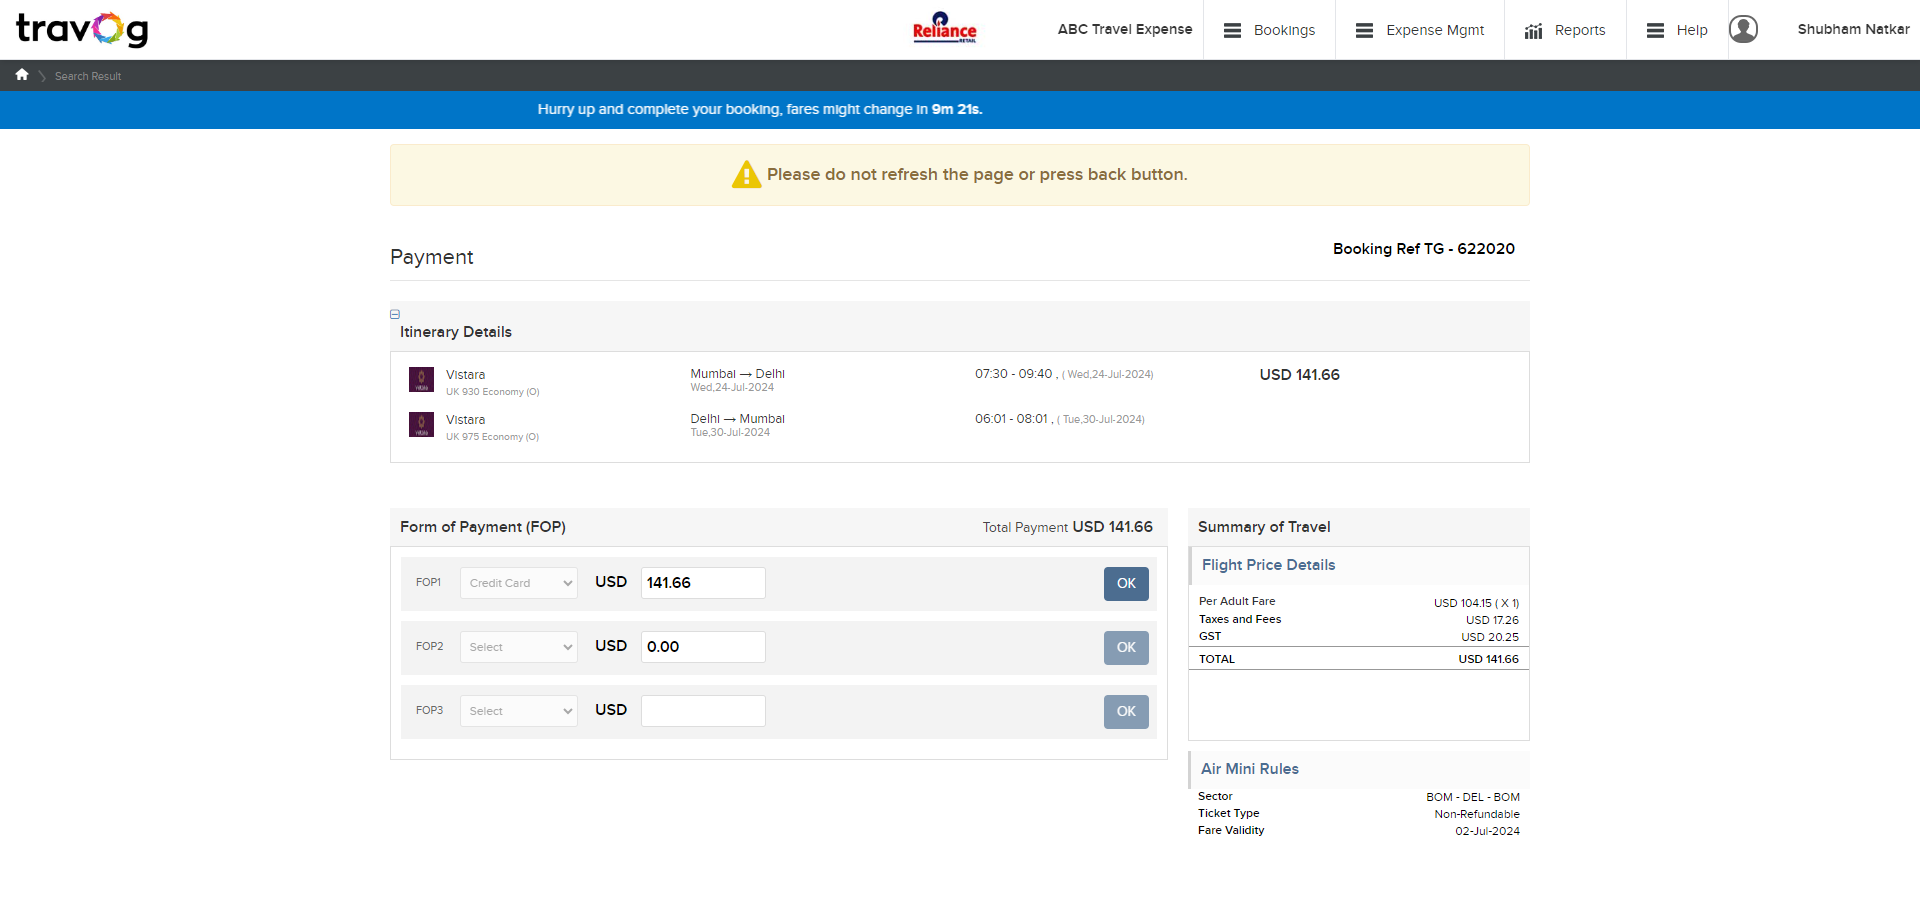 travOg
Reliance
RETAIL
ABC Travel Expense
Bookings
Expense Mgmt
Reports
Help
Shubham Natkar
Search Result
Hurry up and complete your booking, fares might change in 9m 21s.
Please do not refresh the page or press back button.
Payment
Booking Ref TG - 622020
Itinerary Details
Vistara
UK 930 Economy (O)
Mumbai → Delhi
Wed,24-Jul-2024
07:30 - 09:40 , ( Wed,24-Jul-2024)
USD 141.66
Vistara
UK 975 Economy (O)
Delhi → Mumbai
Tue,30-Jul-2024
06:01 - 08:01 , ( Tue,30-Jul-2024)
Form of Payment (FOP)
Total Payment USD 141.66
FOP1 Credit Card USD 141.66 OK
FOP2 Select USD 0.00 OK
FOP3 Select USD OK
Summary of Travel
Flight Price Details
Per Adult Fare USD 104.15 ( X 1)
Taxes and Fees USD 17.26
GST USD 20.25
TOTAL USD 141.66
Air Mini Rules
Sector BOM - DEL - BOM
Ticket Type Non-Refundable
Fare Validity 02-Jul-2024